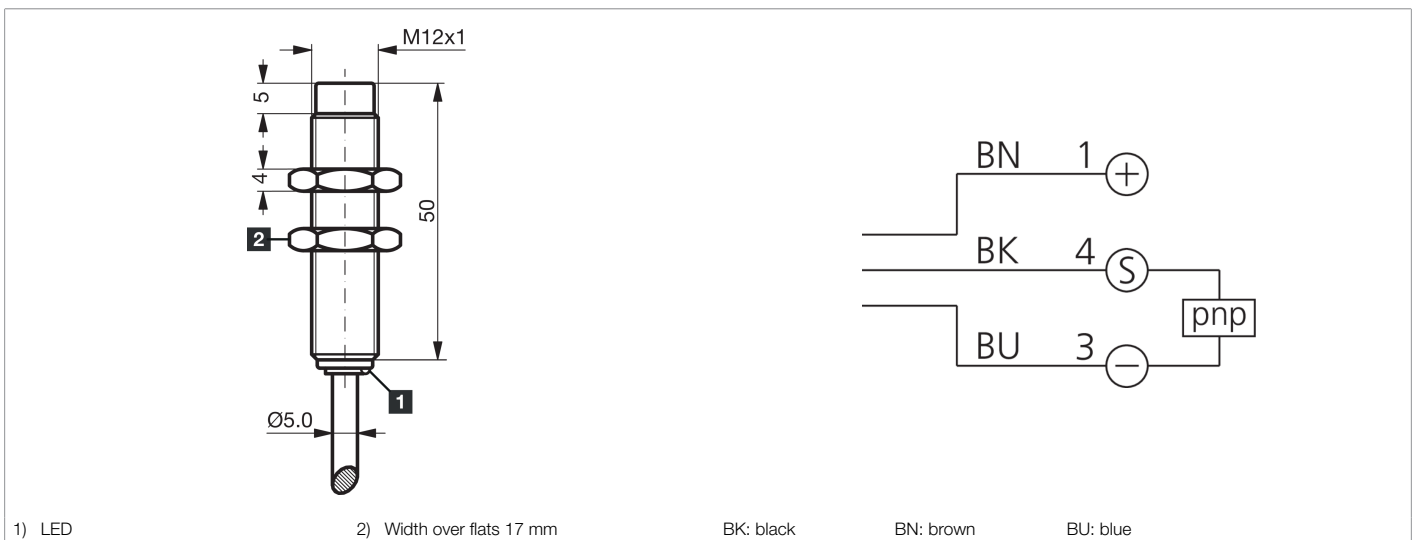 M12x1
5
4
50
2
1
Ø5.0
BN 1 +
BK 4 S
pnp
BU 3 −
1) LED 2) Width over flats 17 mm BK: black BN: brown BU: blue